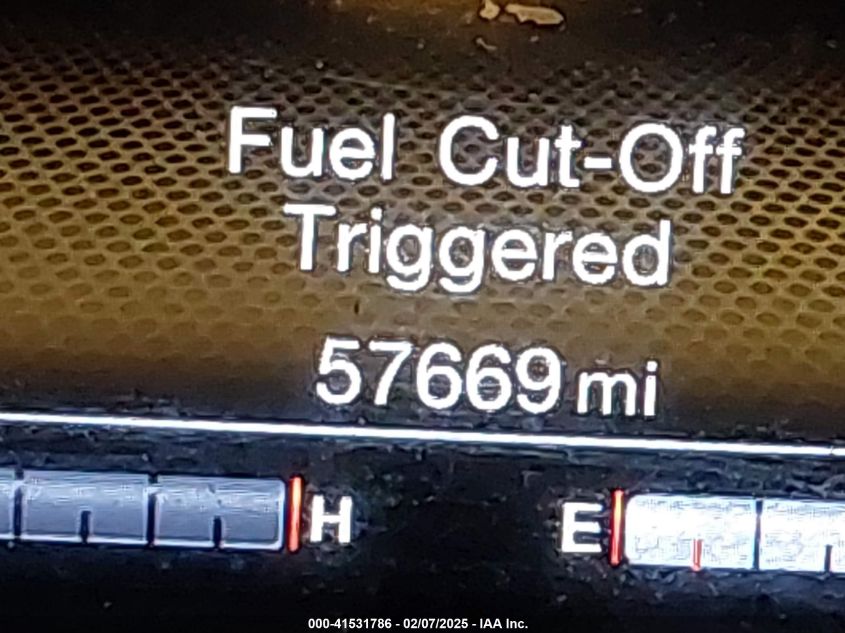 Fuel Cut-Off
Triggered
57669 mi
H E
000-41531786 - 02/07/2025 - IAA Inc.